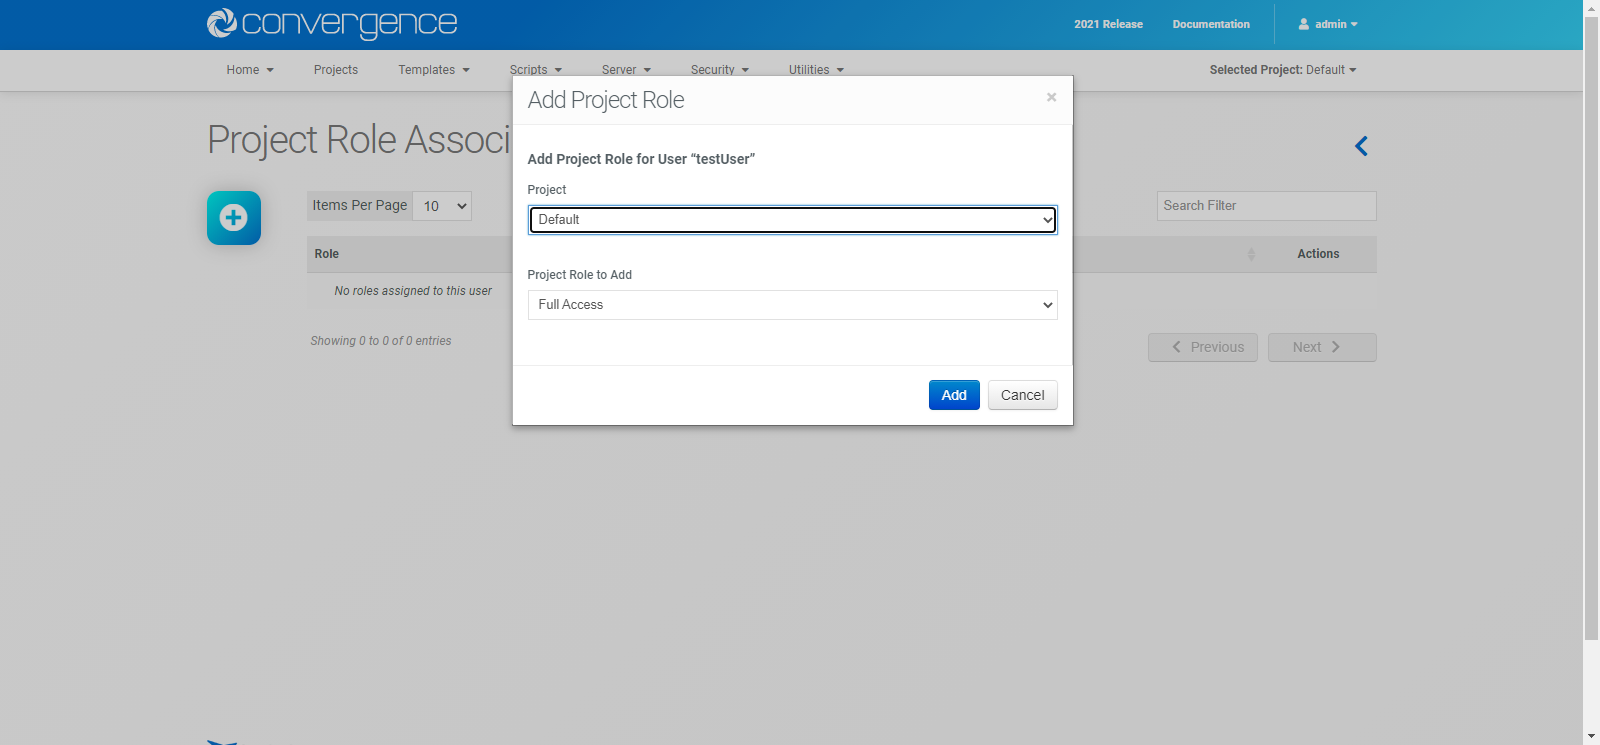 convergence
2021 Release Documentation admin
Home Projects Templates Scripts Server Security Utilities Selected Project: Default
Add Project Role ×
Project Role Associ
Add Project Role for User “testUser”
Project
Items Per Page 10 Search Filter
Default
Role Actions
Project Role to Add
No roles assigned to this user
Full Access
Showing 0 to 0 of 0 entries
Previous Next
Add Cancel